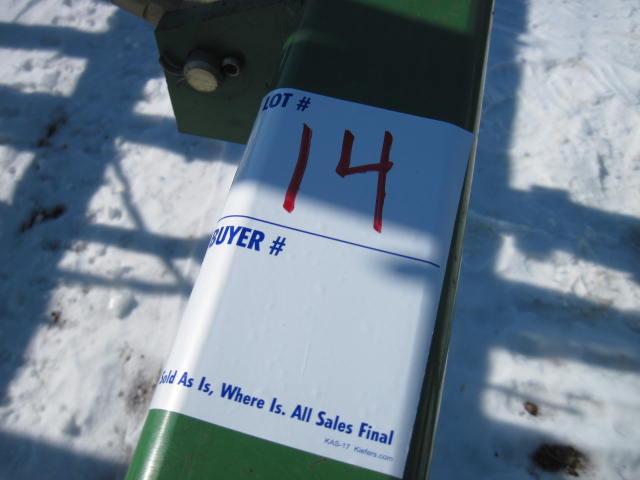 LOT #
14
BUYER #
Sold As Is, Where Is. All Sales Final
KAS-17 Kiefers.com